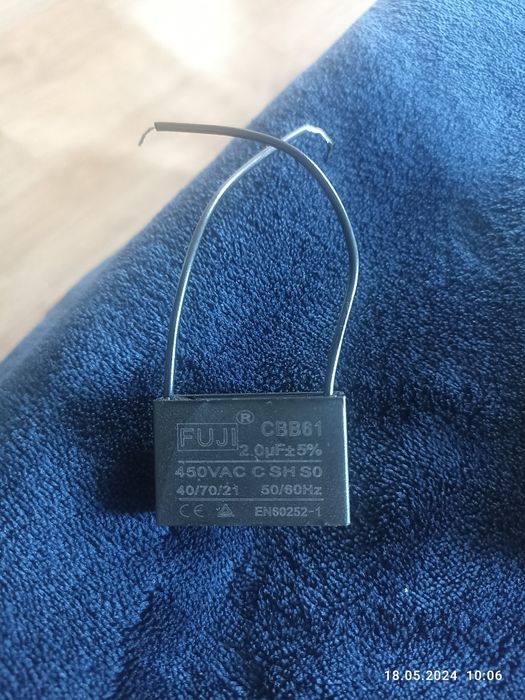 FUJI ® CBB61
2.0µF±5%
450VAC C SH S0
40/70/21 50/60Hz
CE EN60252-1
18.05.2024 10:06